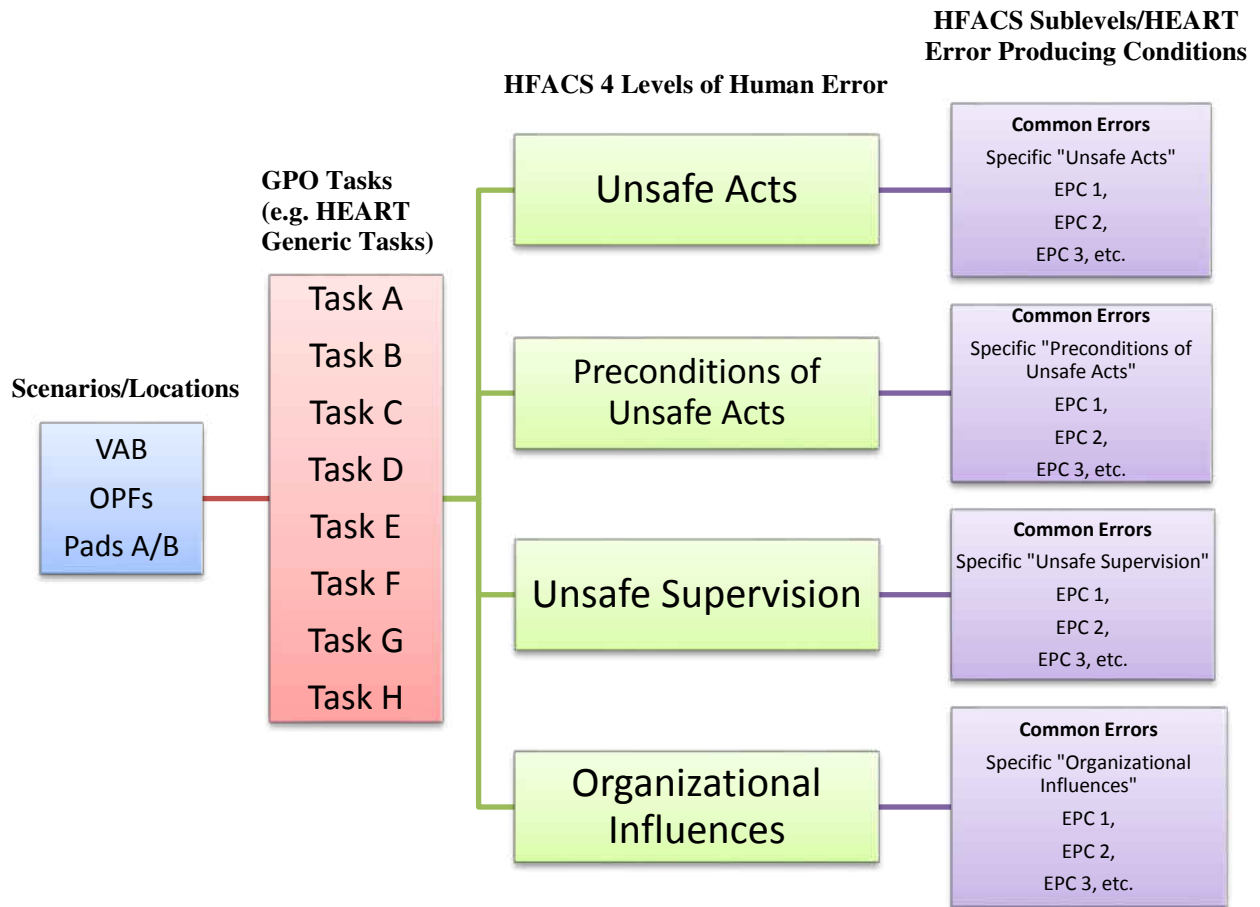 Scenarios/Locations
VAB
OPFs
Pads A/B
GPO Tasks
(e.g. HEART
Generic Tasks)
Task A
Task B
Task C
Task D
Task E
Task F
Task G
Task H
HFACS 4 Levels of Human Error
Unsafe Acts
Preconditions of
Unsafe Acts
Unsafe Supervision
Organizational
Influences
HFACS Sublevels/HEART
Error Producing Conditions
Common Errors
Specific "Unsafe Acts"
EPC 1,
EPC 2,
EPC 3, etc.
Common Errors
Specific "Preconditions of
Unsafe Acts"
EPC 1,
EPC 2,
EPC 3, etc.
Common Errors
Specific "Unsafe Supervision"
EPC 1,
EPC 2,
EPC 3, etc.
Common Errors
Specific "Organizational
Influences"
EPC 1,
EPC 2,
EPC 3, etc.